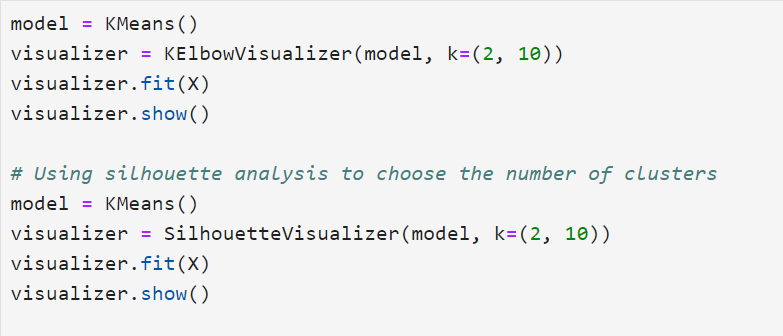 model = KMeans()
visualizer = KElbowVisualizer(model, k=(2, 10))
visualizer.fit(X)
visualizer.show()
# Using silhouette analysis to choose the number of clusters
model = KMeans()
visualizer = SilhouetteVisualizer(model, k=(2, 10))
visualizer.fit(X)
visualizer.show()